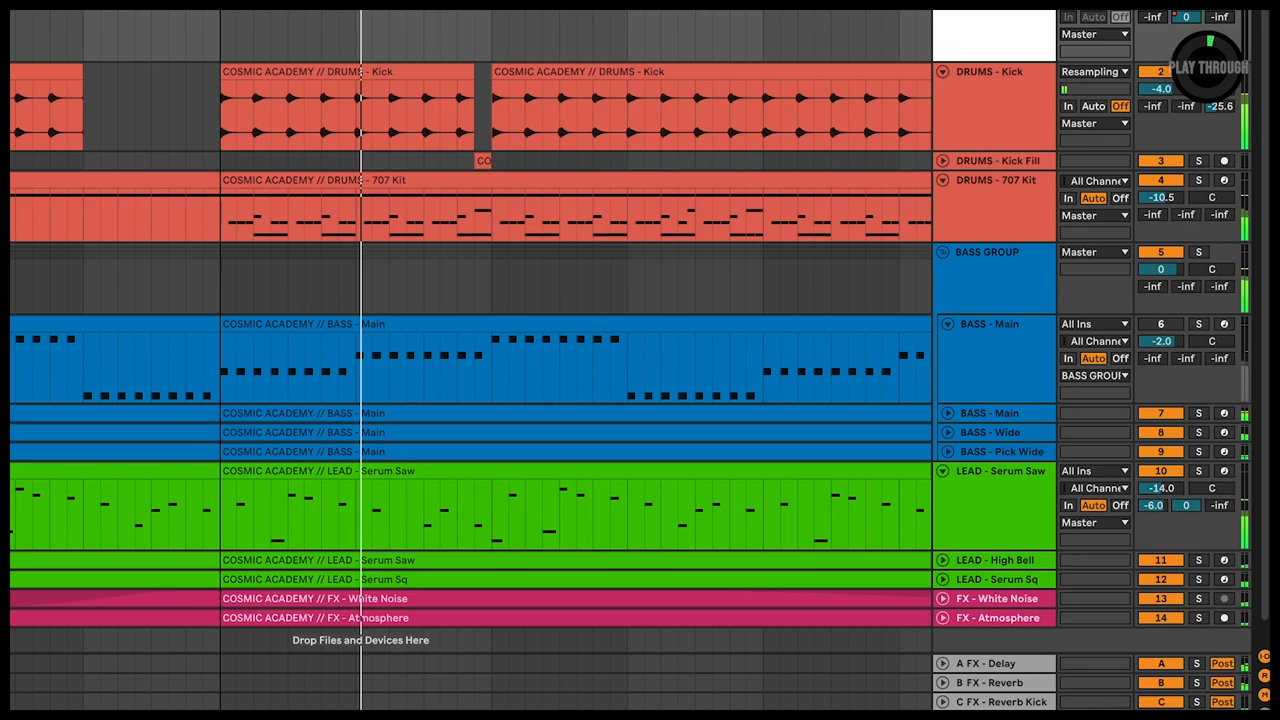 In Auto Off -inf 0 -inf
Master
PLAY THROUGH
COSMIC ACADEMY // DRUMS - Kick COSMIC ACADEMY // DRUMS - Kick DRUMS - Kick Resampling 2
-4.0
In Auto Off -inf -inf -25.6
Master
CO DRUMS - Kick Fill 3 S
COSMIC ACADEMY // DRUMS - 707 Kit DRUMS - 707 Kit All Channe 4 S
In Auto Off -10.5 C
Master -inf -inf -inf
BASS GROUP Master 5 S
0 C
-inf -inf -inf
COSMIC ACADEMY // BASS - Main BASS - Main All Ins 6 S
All Channe -2.0 C
In Auto Off -inf -inf -inf
BASS GROUI
COSMIC ACADEMY // BASS - Main BASS - Main 7 S
COSMIC ACADEMY // BASS - Main BASS - Wide 8 S
COSMIC ACADEMY // BASS - Main BASS - Pick Wide 9 S
COSMIC ACADEMY // LEAD - Serum Saw LEAD - Serum Saw All Ins 10 S
All Channe -14.0 C
In Auto Off -6.0 0 -inf
Master
COSMIC ACADEMY // LEAD - Serum Saw LEAD - High Bell 11 S
COSMIC ACADEMY // LEAD - Serum Sq LEAD - Serum Sq 12 S
COSMIC ACADEMY // FX - White Noise FX - White Noise 13 S
COSMIC ACADEMY // FX - Atmosphere FX - Atmosphere 14 S
Drop Files and Devices Here
A FX - Delay A S Post
B FX - Reverb B S Post
C FX - Reverb Kick C S Post
I·O
R
M